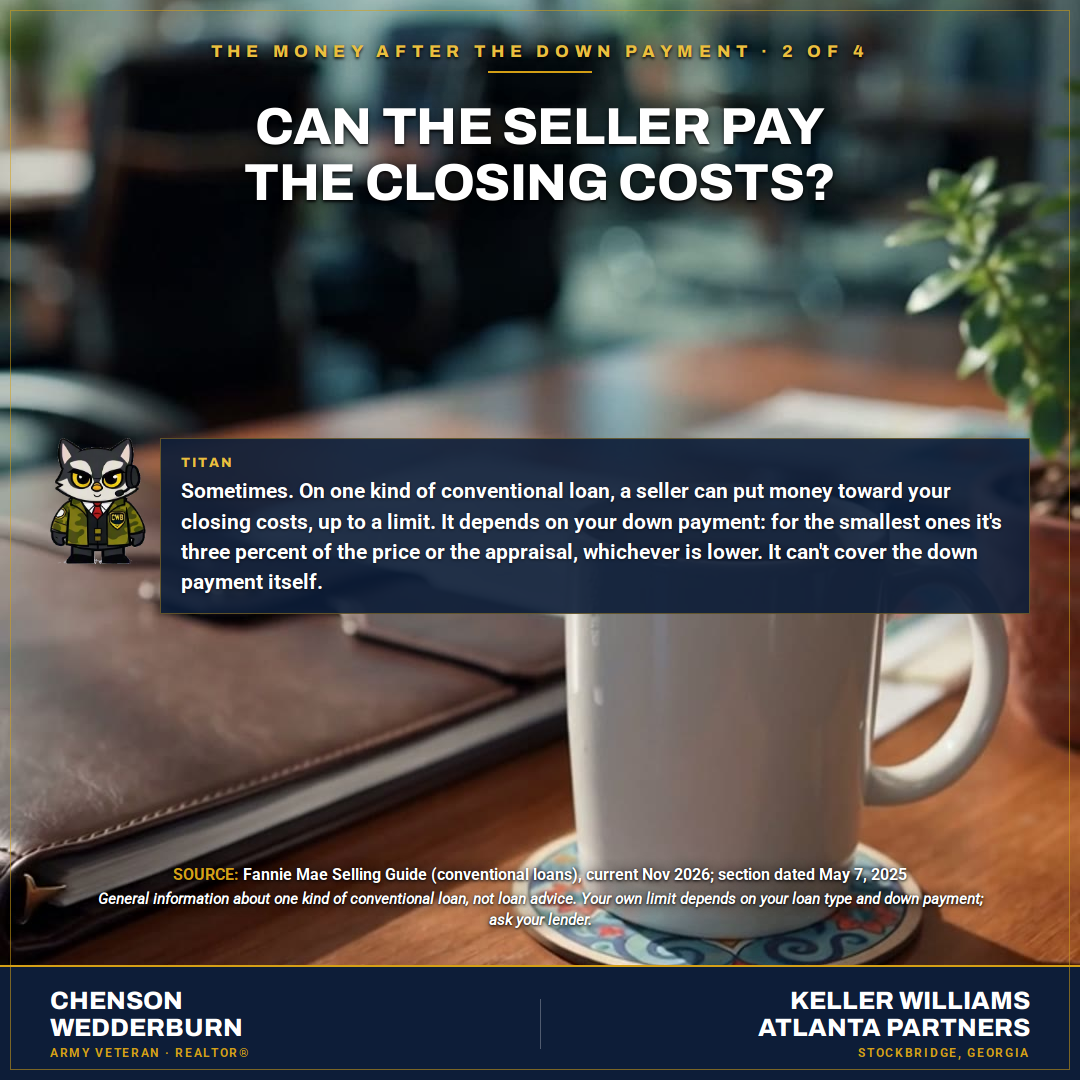 THE MONEY AFTER THE DOWN PAYMENT · 2 OF 4
CAN THE SELLER PAY
THE CLOSING COSTS?
TITAN
Sometimes. On one kind of conventional loan, a seller can put money toward your
closing costs, up to a limit. It depends on your down payment: for the smallest ones it's
three percent of the price or the appraisal, whichever is lower. It can't cover the down
payment itself.
CWB
SOURCE: Fannie Mae Selling Guide (conventional loans), current Nov 2026; section dated May 7, 2025
General information about one kind of conventional loan, not loan advice. Your own limit depends on your loan type and down payment;
ask your lender.
CHENSON
WEDDERBURN
ARMY VETERAN · REALTOR®
KELLER WILLIAMS
ATLANTA PARTNERS
STOCKBRIDGE, GEORGIA